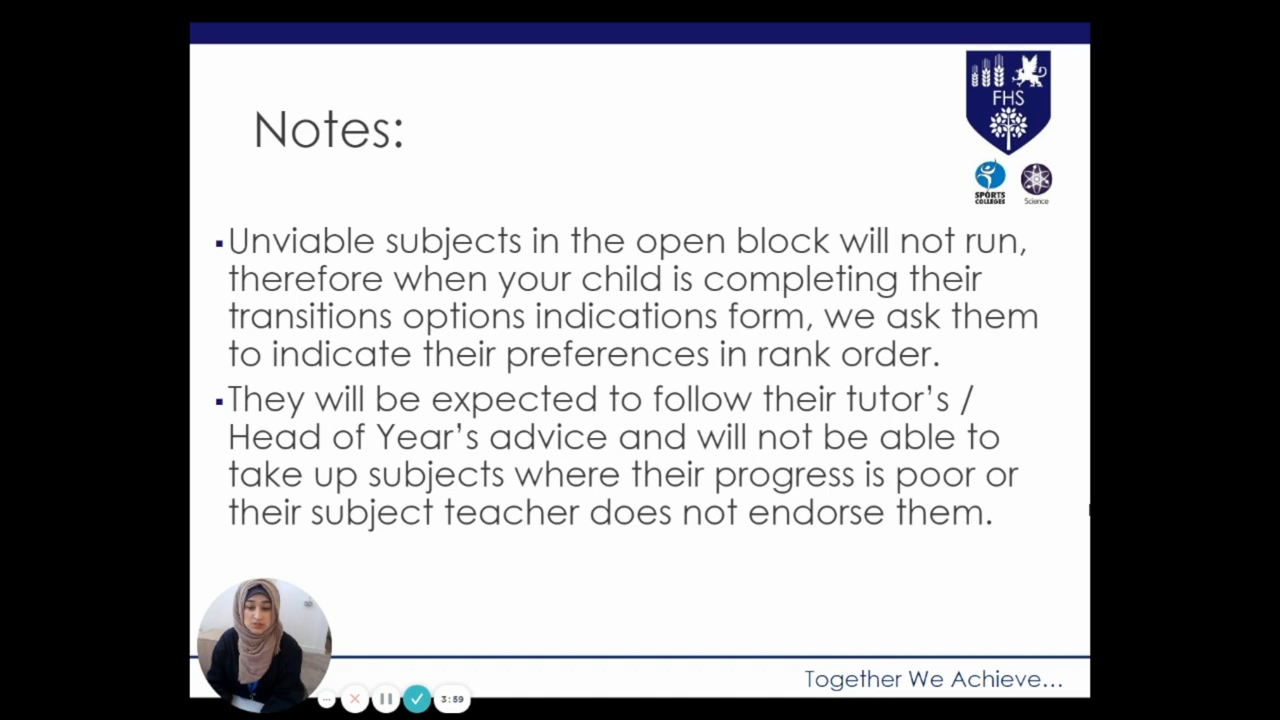 Notes:
FHS
SPORTS
COLLEGES
Science
▪Unviable subjects in the open block will not run,
therefore when your child is completing their
transitions options indications form, we ask them
to indicate their preferences in rank order.
▪They will be expected to follow their tutor's /
Head of Year's advice and will not be able to
take up subjects where their progress is poor or
their subject teacher does not endorse them.
Together We Achieve...
3:59